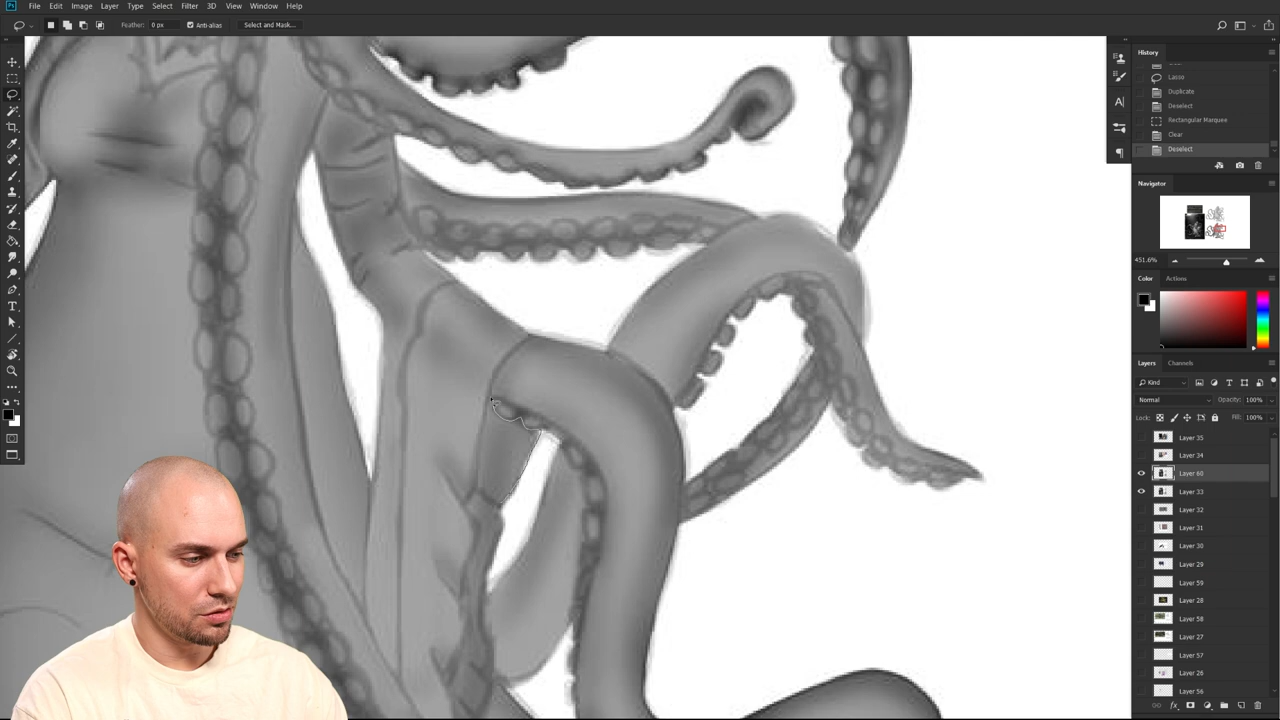 Ps File Edit Image Layer Type Select Filter 3D View Window Help
Feather: 0 px Anti-alias Select and Mask...
History
Lasso
Duplicate
Deselect
Rectangular Marquee
Clear
Deselect
Navigator
451.6%
Color Actions
Layers Channels
Kind
Normal Opacity: 100%
Lock: Fill: 100%
Layer 35
Layer 34
Layer 60
Layer 33
Layer 32
Layer 31
Layer 30
Layer 29
Layer 59
Layer 28
Layer 58
Layer 27
Layer 57
Layer 26
Layer 56